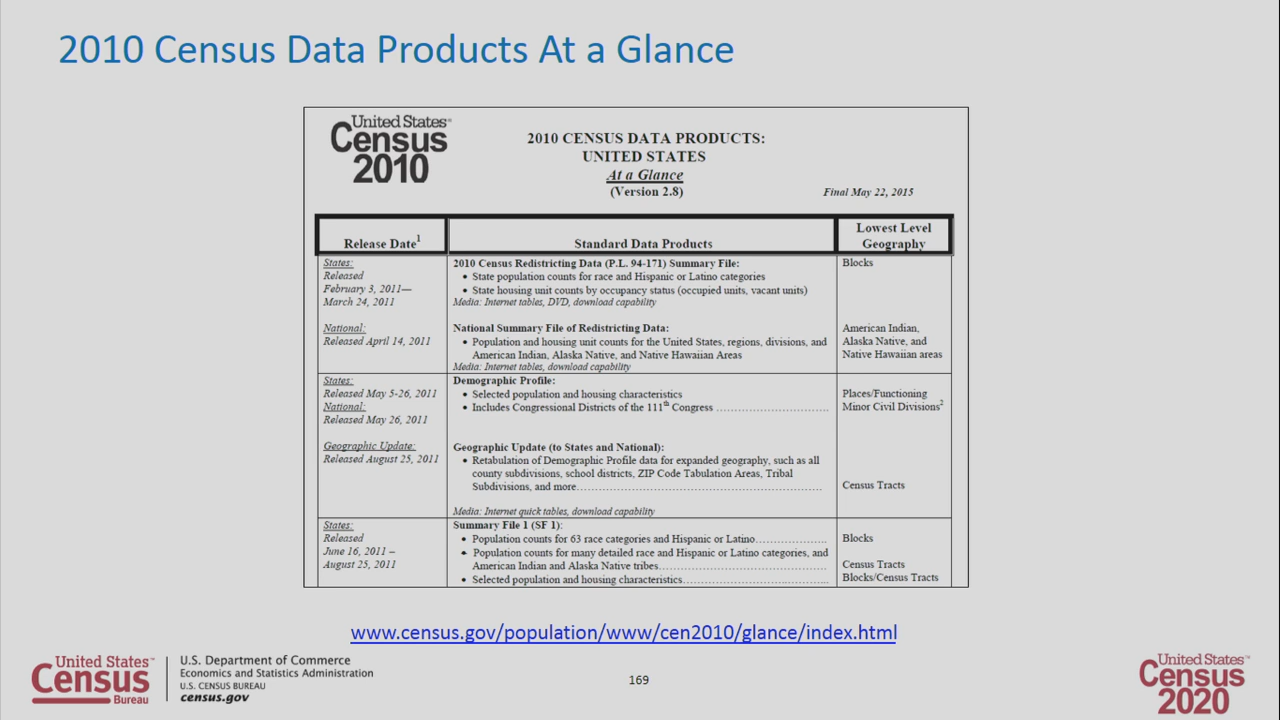 2010 Census Data Products At a Glance
United States™
Census
2010
2010 CENSUS DATA PRODUCTS:
UNITED STATES
At a Glance
(Version 2.8)
Final May 22, 2015
Release Date1
Standard Data Products
Lowest Level
Geography
States:
Released
February 3, 2011—
March 24, 2011
2010 Census Redistricting Data (P.L. 94-171) Summary File:
• State population counts for race and Hispanic or Latino categories
• State housing unit counts by occupancy status (occupied units, vacant units)
Media: Internet tables, DVD, download capability
Blocks
National:
Released April 14, 2011
National Summary File of Redistricting Data:
• Population and housing unit counts for the United States, regions, divisions, and
American Indian, Alaska Native, and Native Hawaiian Areas
Media: Internet tables, download capability
American Indian,
Alaska Native, and
Native Hawaiian areas
States:
Released May 5-26, 2011
National:
Released May 26, 2011
Demographic Profile:
• Selected population and housing characteristics
• Includes Congressional Districts of the 111th Congress ..............................
Places/Functioning
Minor Civil Divisions2
Geographic Update:
Released August 25, 2011
Geographic Update (to States and National):
• Retabulation of Demographic Profile data for expanded geography, such as all
county subdivisions, school districts, ZIP Code Tabulation Areas, Tribal
Subdivisions, and more..............................................................
Media: Internet quick tables, download capability
Census Tracts
States:
Released
June 16, 2011 –
August 25, 2011
Summary File 1 (SF 1):
• Population counts for 63 race categories and Hispanic or Latino....................
• Population counts for many detailed race and Hispanic or Latino categories, and
American Indian and Alaska Native tribes...........................................
• Selected population and housing characteristics.....................................
Blocks
Census Tracts
Blocks/Census Tracts
www.census.gov/population/www/cen2010/glance/index.html
United States™
Census
Bureau
U.S. Department of Commerce
Economics and Statistics Administration
U.S. CENSUS BUREAU
census.gov
169
United States™
Census
2020